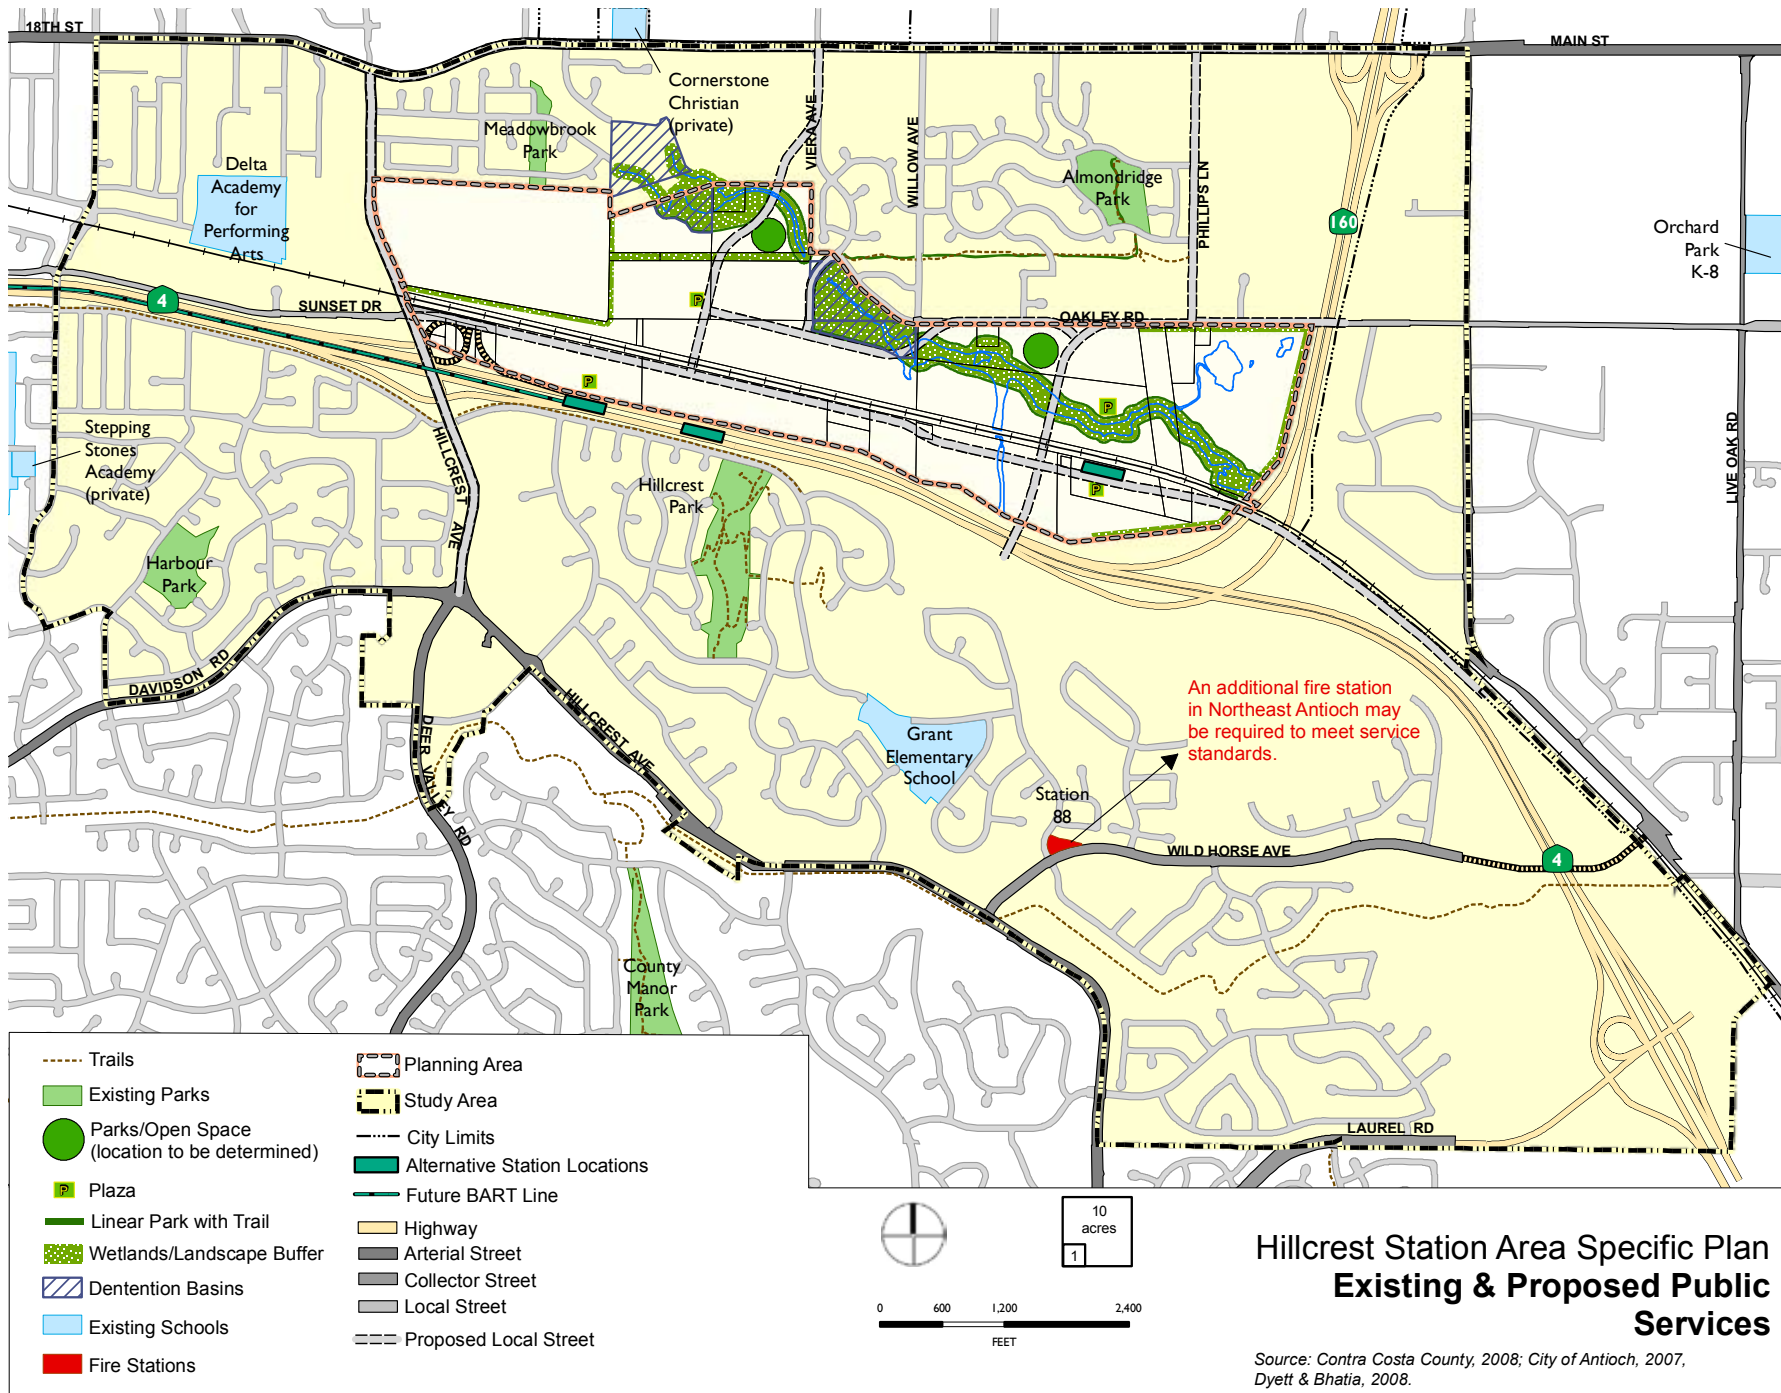 18TH ST
MAIN ST
Cornerstone
Christian
(private)
Meadowbrook
Park
VIERA AVE
WILLOW AVE
PHILLIPS LN
Delta
Academy
for
Performing
Arts
Almondridge
Park
160
Orchard
Park
K-8
4
SUNSET DR
P
OAKLEY RD
P
P
P
Stepping
Stones
Academy
(private)
HILLCREST AVE
Hillcrest
Park
LIVE OAK RD
Harbour
Park
DAVIDSON RD
HILLCREST AVE
DEER VALLEY RD
An additional fire station
in Northeast Antioch may
be required to meet service
standards.
Grant
Elementary
School
Station
88
WILD HORSE AVE
4
County
Manor
Park
LAUREL RD
Trails
Existing Parks
Parks/Open Space
(location to be determined)
P Plaza
Linear Park with Trail
Wetlands/Landscape Buffer
Dentention Basins
Existing Schools
Fire Stations
Planning Area
Study Area
City Limits
Alternative Station Locations
Future BART Line
Highway
Arterial Street
Collector Street
Local Street
Proposed Local Street
10
acres
1
0 600 1,200 2,400
FEET
Hillcrest Station Area Specific Plan
Existing & Proposed Public
Services
Source: Contra Costa County, 2008; City of Antioch, 2007,
Dyett & Bhatia, 2008.